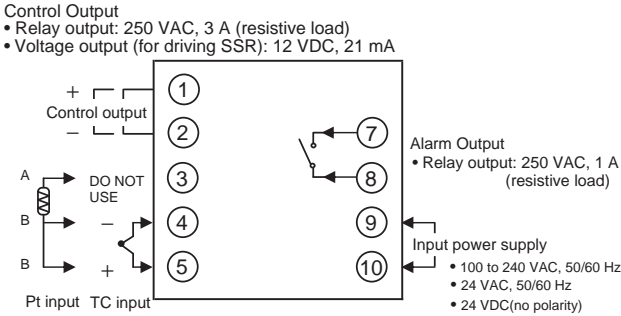 Control Output
• Relay output: 250 VAC, 3 A (resistive load)
• Voltage output (for driving SSR): 12 VDC, 21 mA
+
Control output
−
1
2
3
4
5
7
8
9
10
A
B
B
DO NOT
USE
−
+
Pt input
TC input
Alarm Output
• Relay output: 250 VAC, 1 A
(resistive load)
Input power supply
• 100 to 240 VAC, 50/60 Hz
• 24 VAC, 50/60 Hz
• 24 VDC(no polarity)